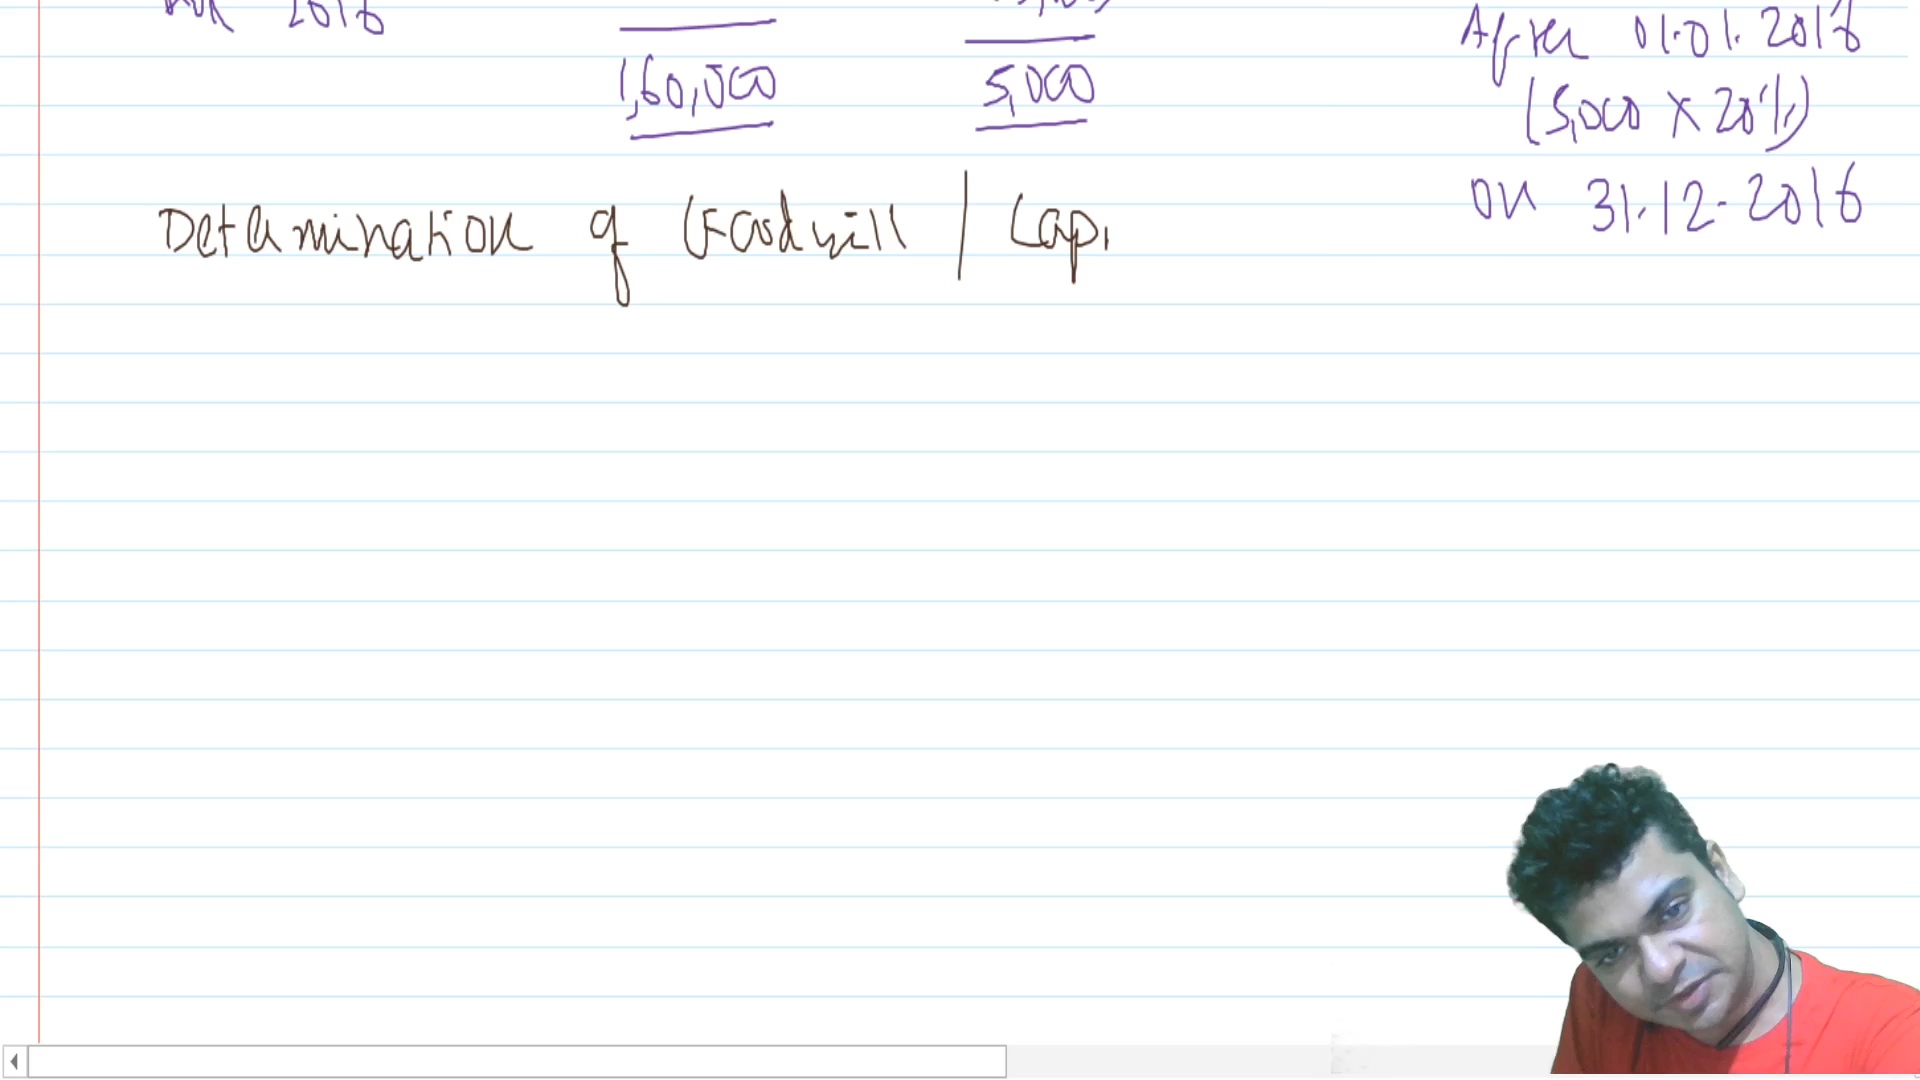 2016
After 01.01.2016
1,60,000 5,000
(5,000 X 20%)
on 31.12.2016
Determination of Goodwill / Cap